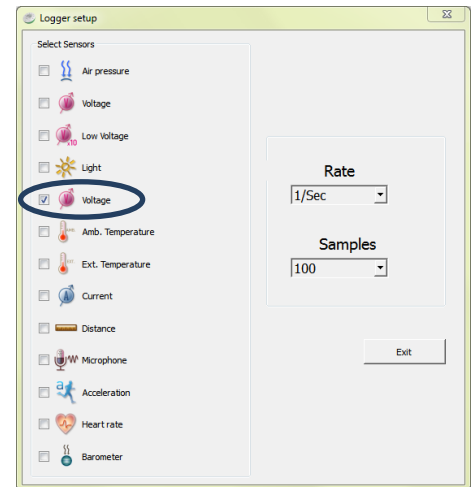 Logger setup
Select Sensors
Air pressure
Voltage
Low Voltage
Light
Voltage
Amb. Temperature
Ext. Temperature
Current
Distance
Microphone
Acceleration
Heart rate
Barometer
Rate
1/Sec
Samples
100
Exit